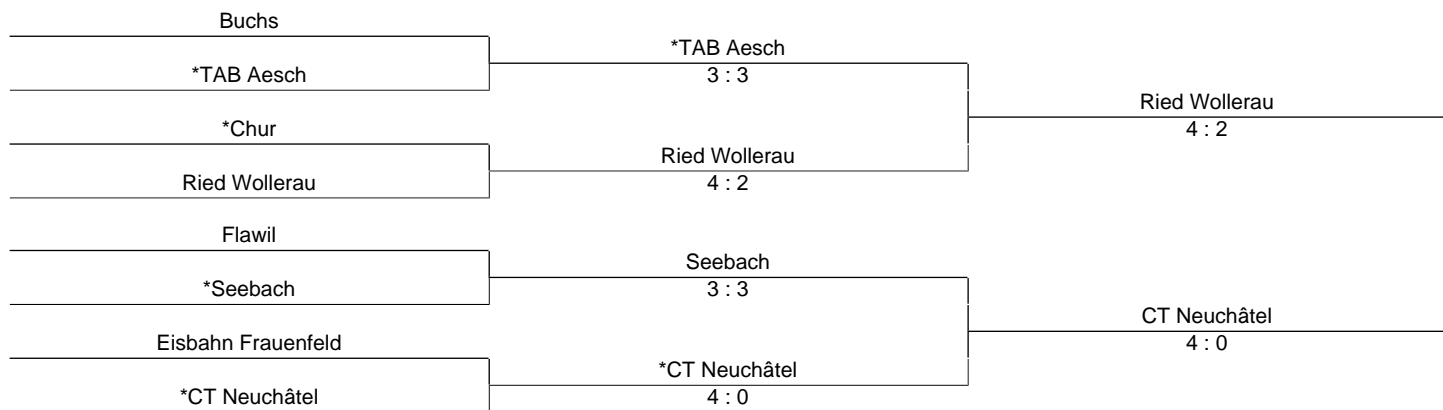 Buchs
*TAB Aesch
*Chur
Ried Wollerau
Flawil
*Seebach
Eisbahn Frauenfeld
*CT Neuchâtel
*TAB Aesch
3 : 3
Ried Wollerau
4 : 2
Seebach
3 : 3
*CT Neuchâtel
4 : 0
Ried Wollerau
4 : 2
CT Neuchâtel
4 : 0